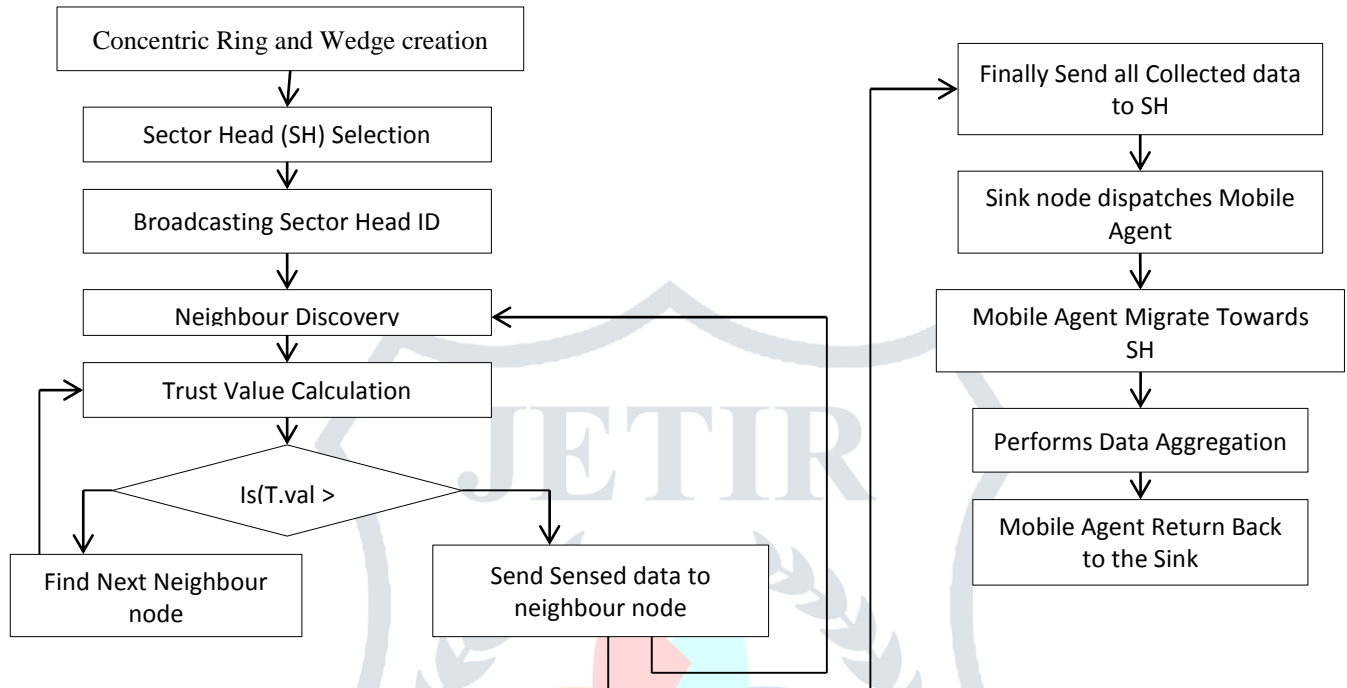 Concentric Ring and Wedge creation
Sector Head (SH) Selection
Broadcasting Sector Head ID
Neighbour Discovery
Trust Value Calculation
Is(T.val >
Find Next Neighbour
node
Send Sensed data to
neighbour node
Finally Send all Collected data
to SH
Sink node dispatches Mobile
Agent
Mobile Agent Migrate Towards
SH
Performs Data Aggregation
Mobile Agent Return Back
to the Sink
JETIR